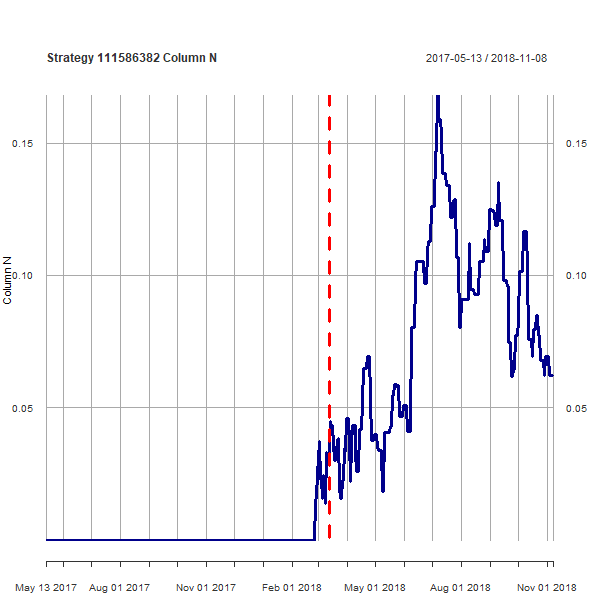 Strategy 111586382 Column N 2017-05-13 / 2018-11-08
0.15 0.15
0.10 0.10
Column N
0.05 0.05
May 13 2017 Aug 01 2017 Nov 01 2017 Feb 01 2018 May 01 2018 Aug 01 2018 Nov 01 2018